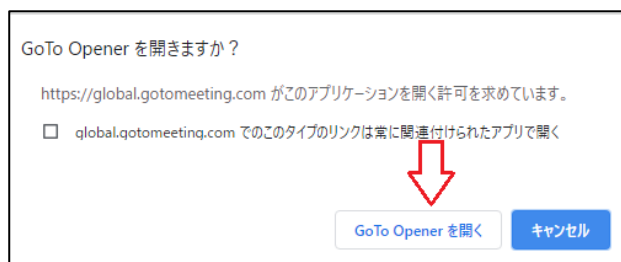 GoTo Opener を開きますか？
https://global.gotomeeting.com がこのアプリケーションを開く許可を求めています。
global.gotomeeting.com でのこのタイプのリンクは常に関連付けられたアプリで開く
GoTo Opener を開く
キャンセル